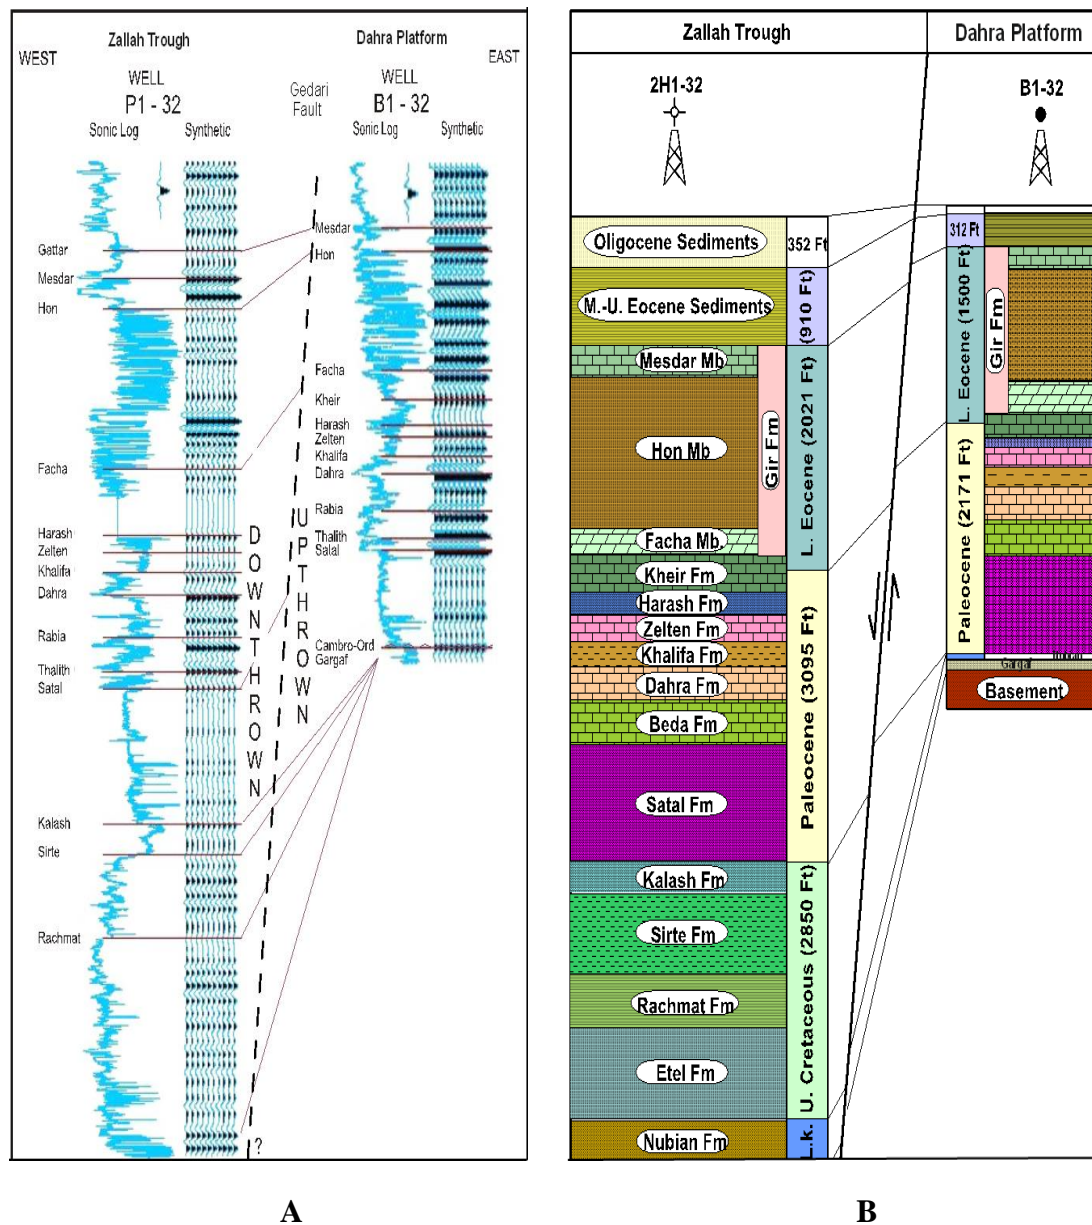 Zallah Trough
Dahra Platform
WEST
EAST
WELL
P1 - 32
Gedari
Fault
WELL
B1 - 32
Sonic Log
Synthetic
Sonic Log
Synthetic
Gattar
Mesdar
Hon
Facha
Harash
Zelten
Khalifa
Dahra
Rabia
Thalith
Satal
Kalash
Sirte
Rachmat
DOWNTHROWN
UPTHROWN
?
Mesdar
Hon
Facha
Kheir
Harash
Zelten
Khalifa
Dahra
Rabia
Thalith
Satal
Cambro-Ord
Gargaf
A
Zallah Trough
Dahra Platform
2H1-32
B1-32
Oligocene Sediments
352 Ft
M.-U. Eocene Sediments
(910 Ft)
Mesdar Mb
Hon Mb
Facha Mb.
Gir Fm
L. Eocene (2021 Ft)
Kheir Fm
Harash Fm
Zelten Fm
Khalifa Fm
Dahra Fm
Beda Fm
Satal Fm
Paleocene (3095 Ft)
Kalash Fm
Sirte Fm
Rachmat Fm
Etel Fm
U. Cretaceous (2850 Ft)
Nubian Fm
L.k.
312 Ft
L. Eocene (1500 Ft)
Gir Fm
Paleocene (2171 Ft)
Gargaf
Basement
B